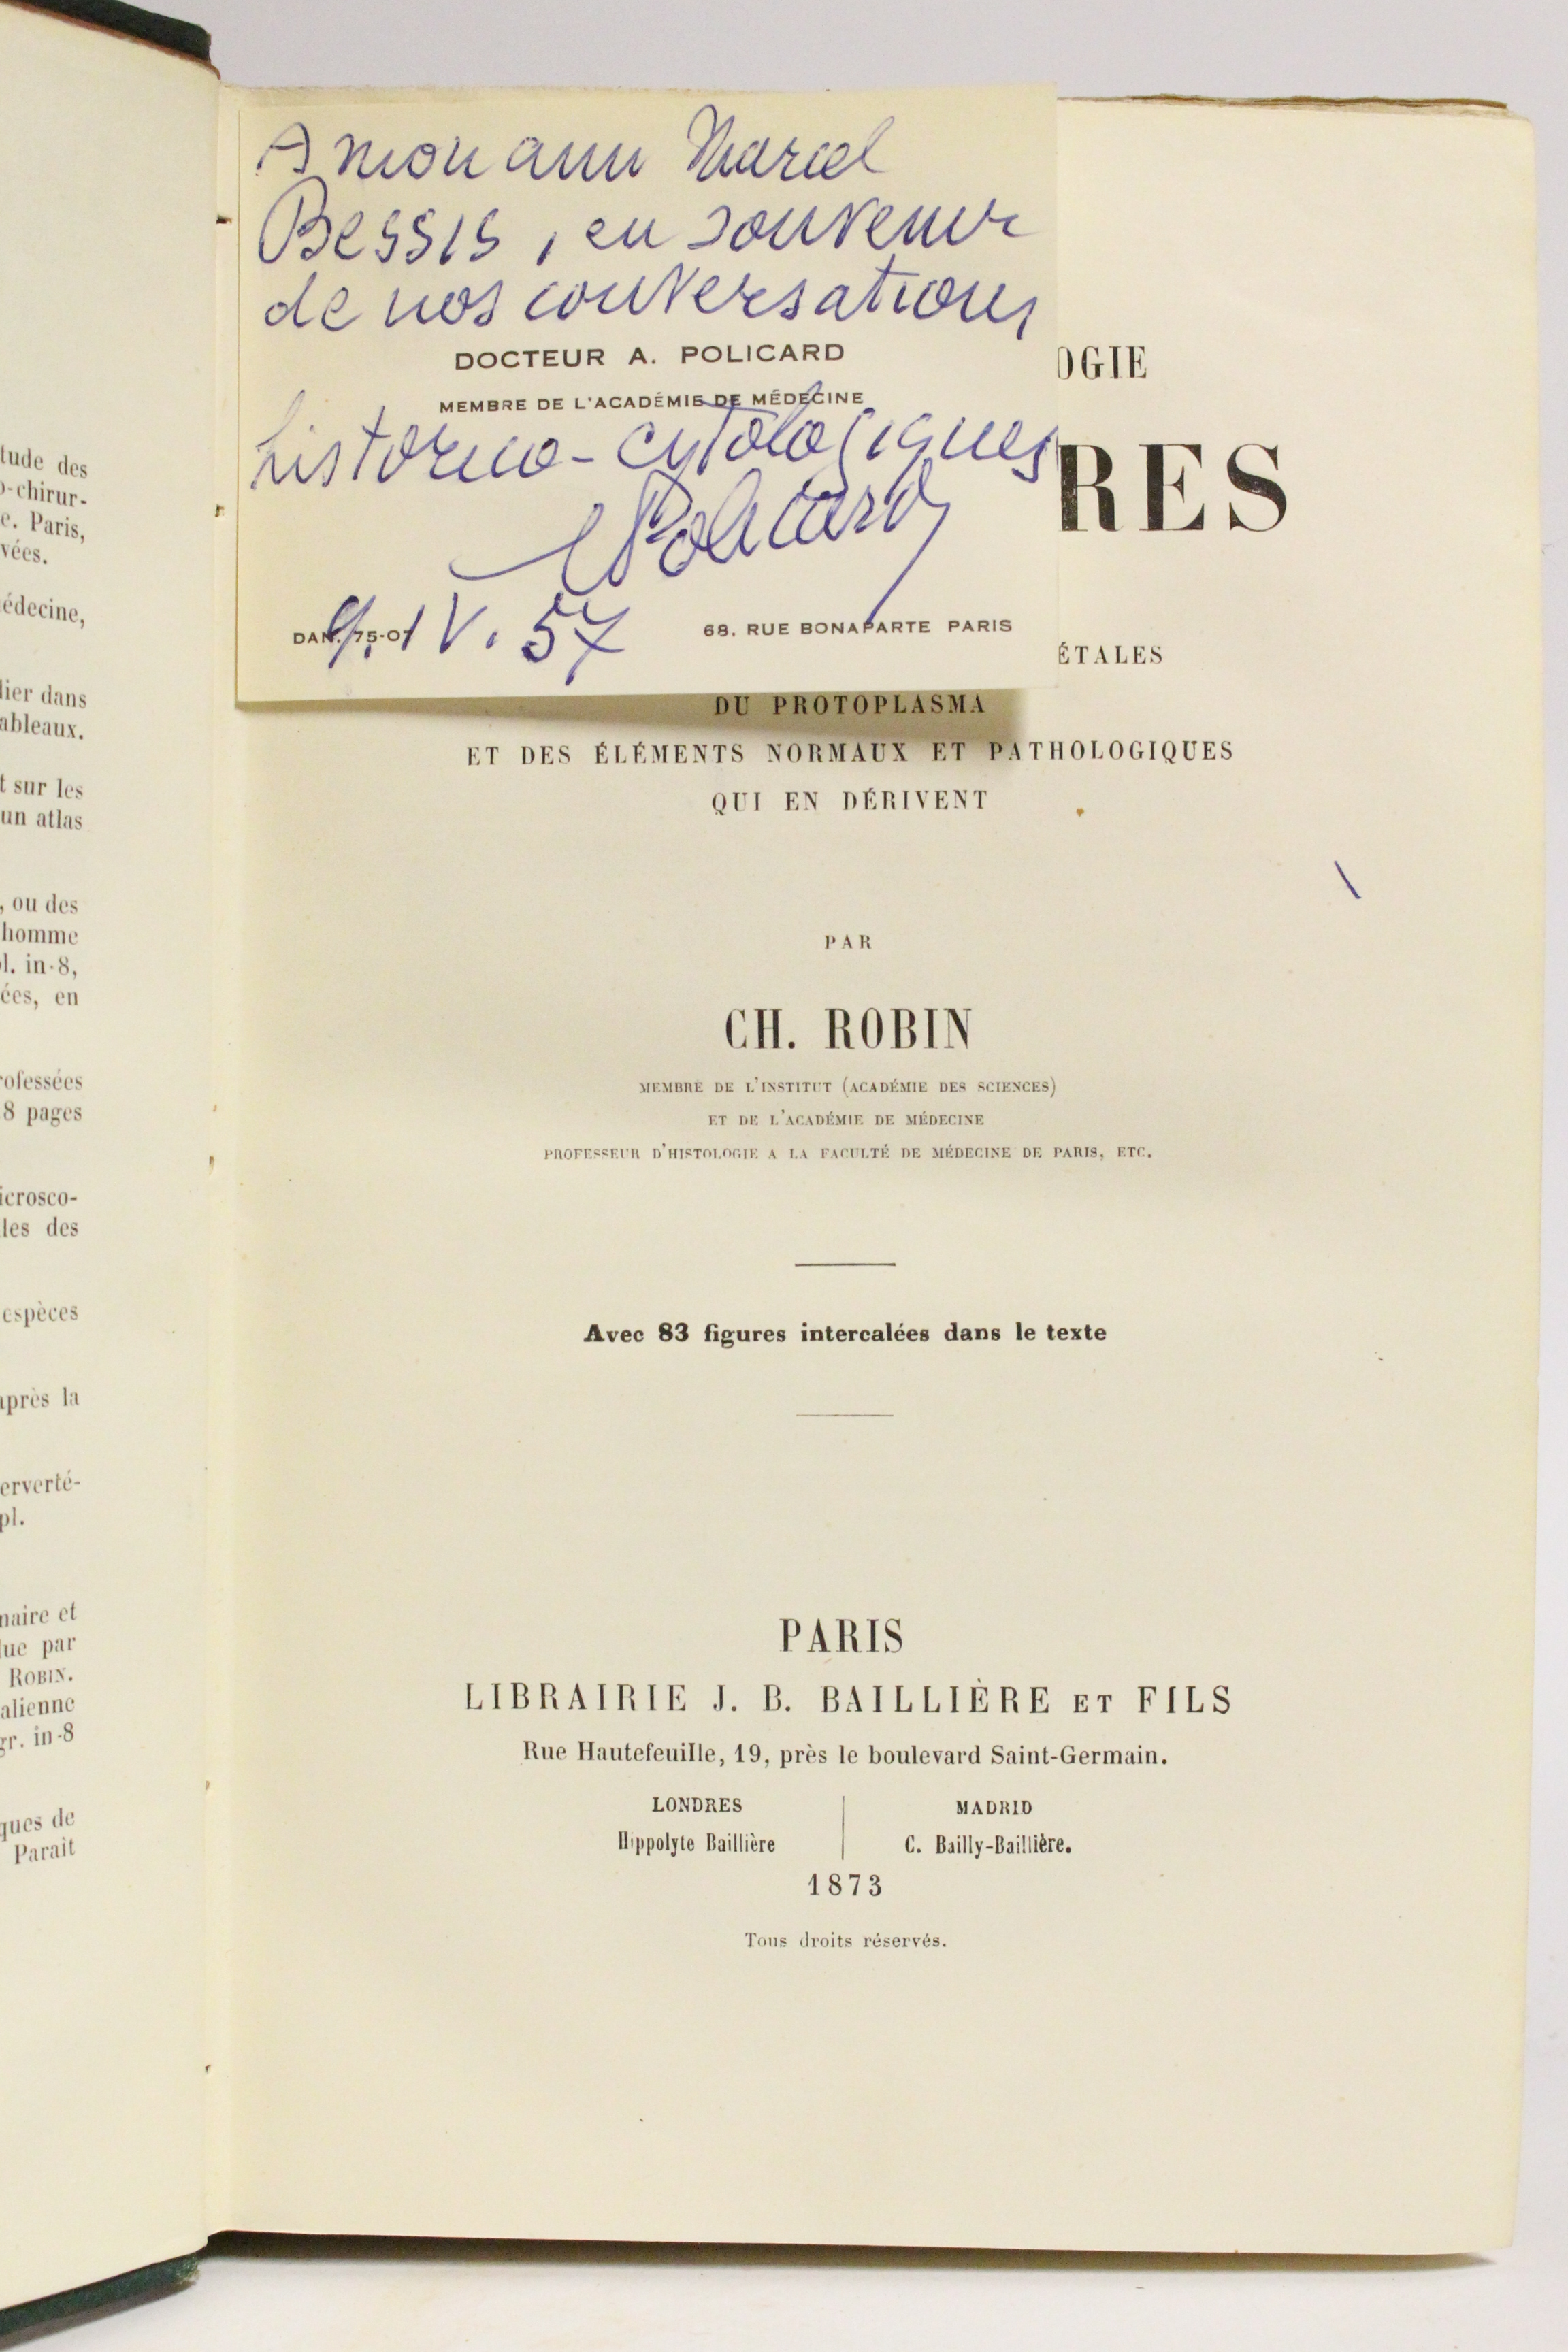 tude des
o-chirur-
e. Paris,
vées.
édecine,
lier dans
ableaux.
t sur les
un atlas
, ou des
homme
l. in-8,
ées, en
rofessées
8 pages
icrosco-
les des
espèces
après la
erverté-
pl.
naire et
lue par
ROBIN.
alienne
gr. in-8
ques de
Parait
A mon ami Marcel
Bessis, en souvenir
de nos conversations
DOCTEUR A. POLICARD
MEMBRE DE L'ACADÉMIE DE MÉDECINE
historico-cytologiques
Policard
DAN. 75-07
9.IV.57
68. RUE BONAPARTE PARIS
OGIE
RES
ÉTALES
DU PROTOPLASMA
ET DES ÉLÉMENTS NORMAUX ET PATHOLOGIQUES
QUI EN DÉRIVENT
PAR
CH. ROBIN
MEMBRE DE L'INSTITUT (ACADÉMIE DES SCIENCES)
ET DE L'ACADÉMIE DE MÉDECINE
PROFESSEUR D'HISTOLOGIE A LA FACULTÉ DE MÉDECINE DE PARIS, ETC.
Avec 83 figures intercalées dans le texte
PARIS
LIBRAIRIE J. B. BAILLIÈRE ET FILS
Rue Hautefeuille, 19, près le boulevard Saint-Germain.
LONDRES
Hippolyte Baillière
MADRID
C. Bailly-Baillière.
1873
Tous droits réservés.